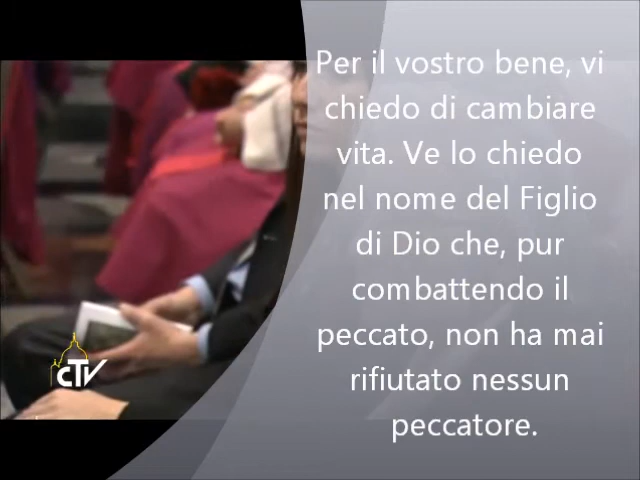 Per il vostro bene, vi
chiedo di cambiare
vita. Ve lo chiedo
nel nome del Figlio
di Dio che, pur
combattendo il
peccato, non ha mai
rifiutato nessun
peccatore.
CTV